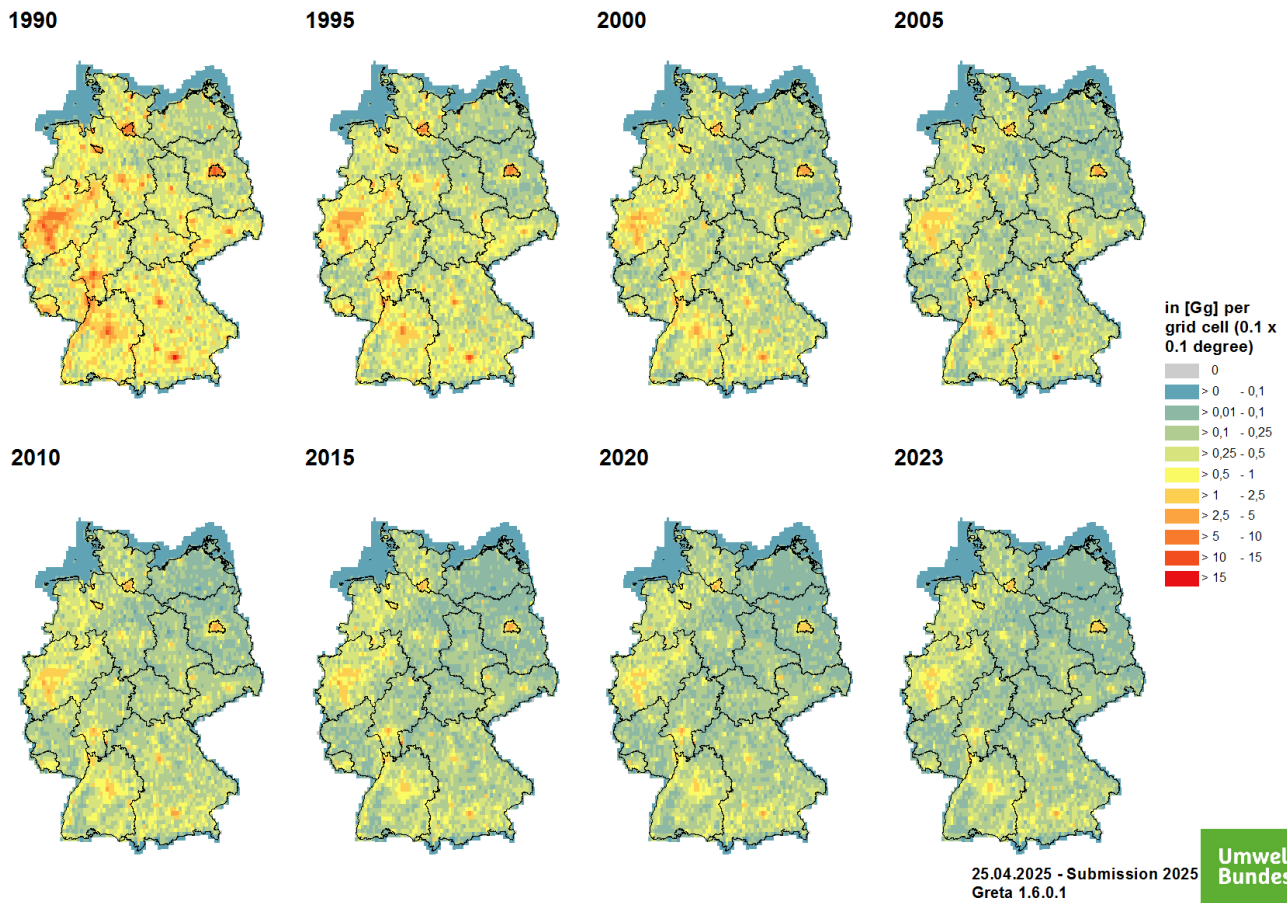 1990
1995
2000
2005
2010
2015
2020
2023
in [Gg] per
grid cell (0.1 x
0.1 degree)
0
> 0 - 0,1
> 0,01 - 0,1
> 0,1 - 0,25
> 0,25 - 0,5
> 0,5 - 1
> 1 - 2,5
> 2,5 - 5
> 5 - 10
> 10 - 15
> 15
25.04.2025 - Submission 2025
Greta 1.6.0.1
Umwel
Bundes